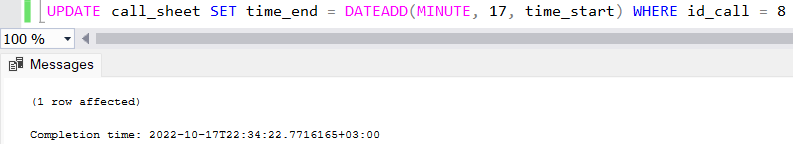 UPDATE call_sheet SET time_end = DATEADD(MINUTE, 17, time_start) WHERE id_call = 8
100 %
Messages
(1 row affected)
Completion time: 2022-10-17T22:34:22.7716165+03:00